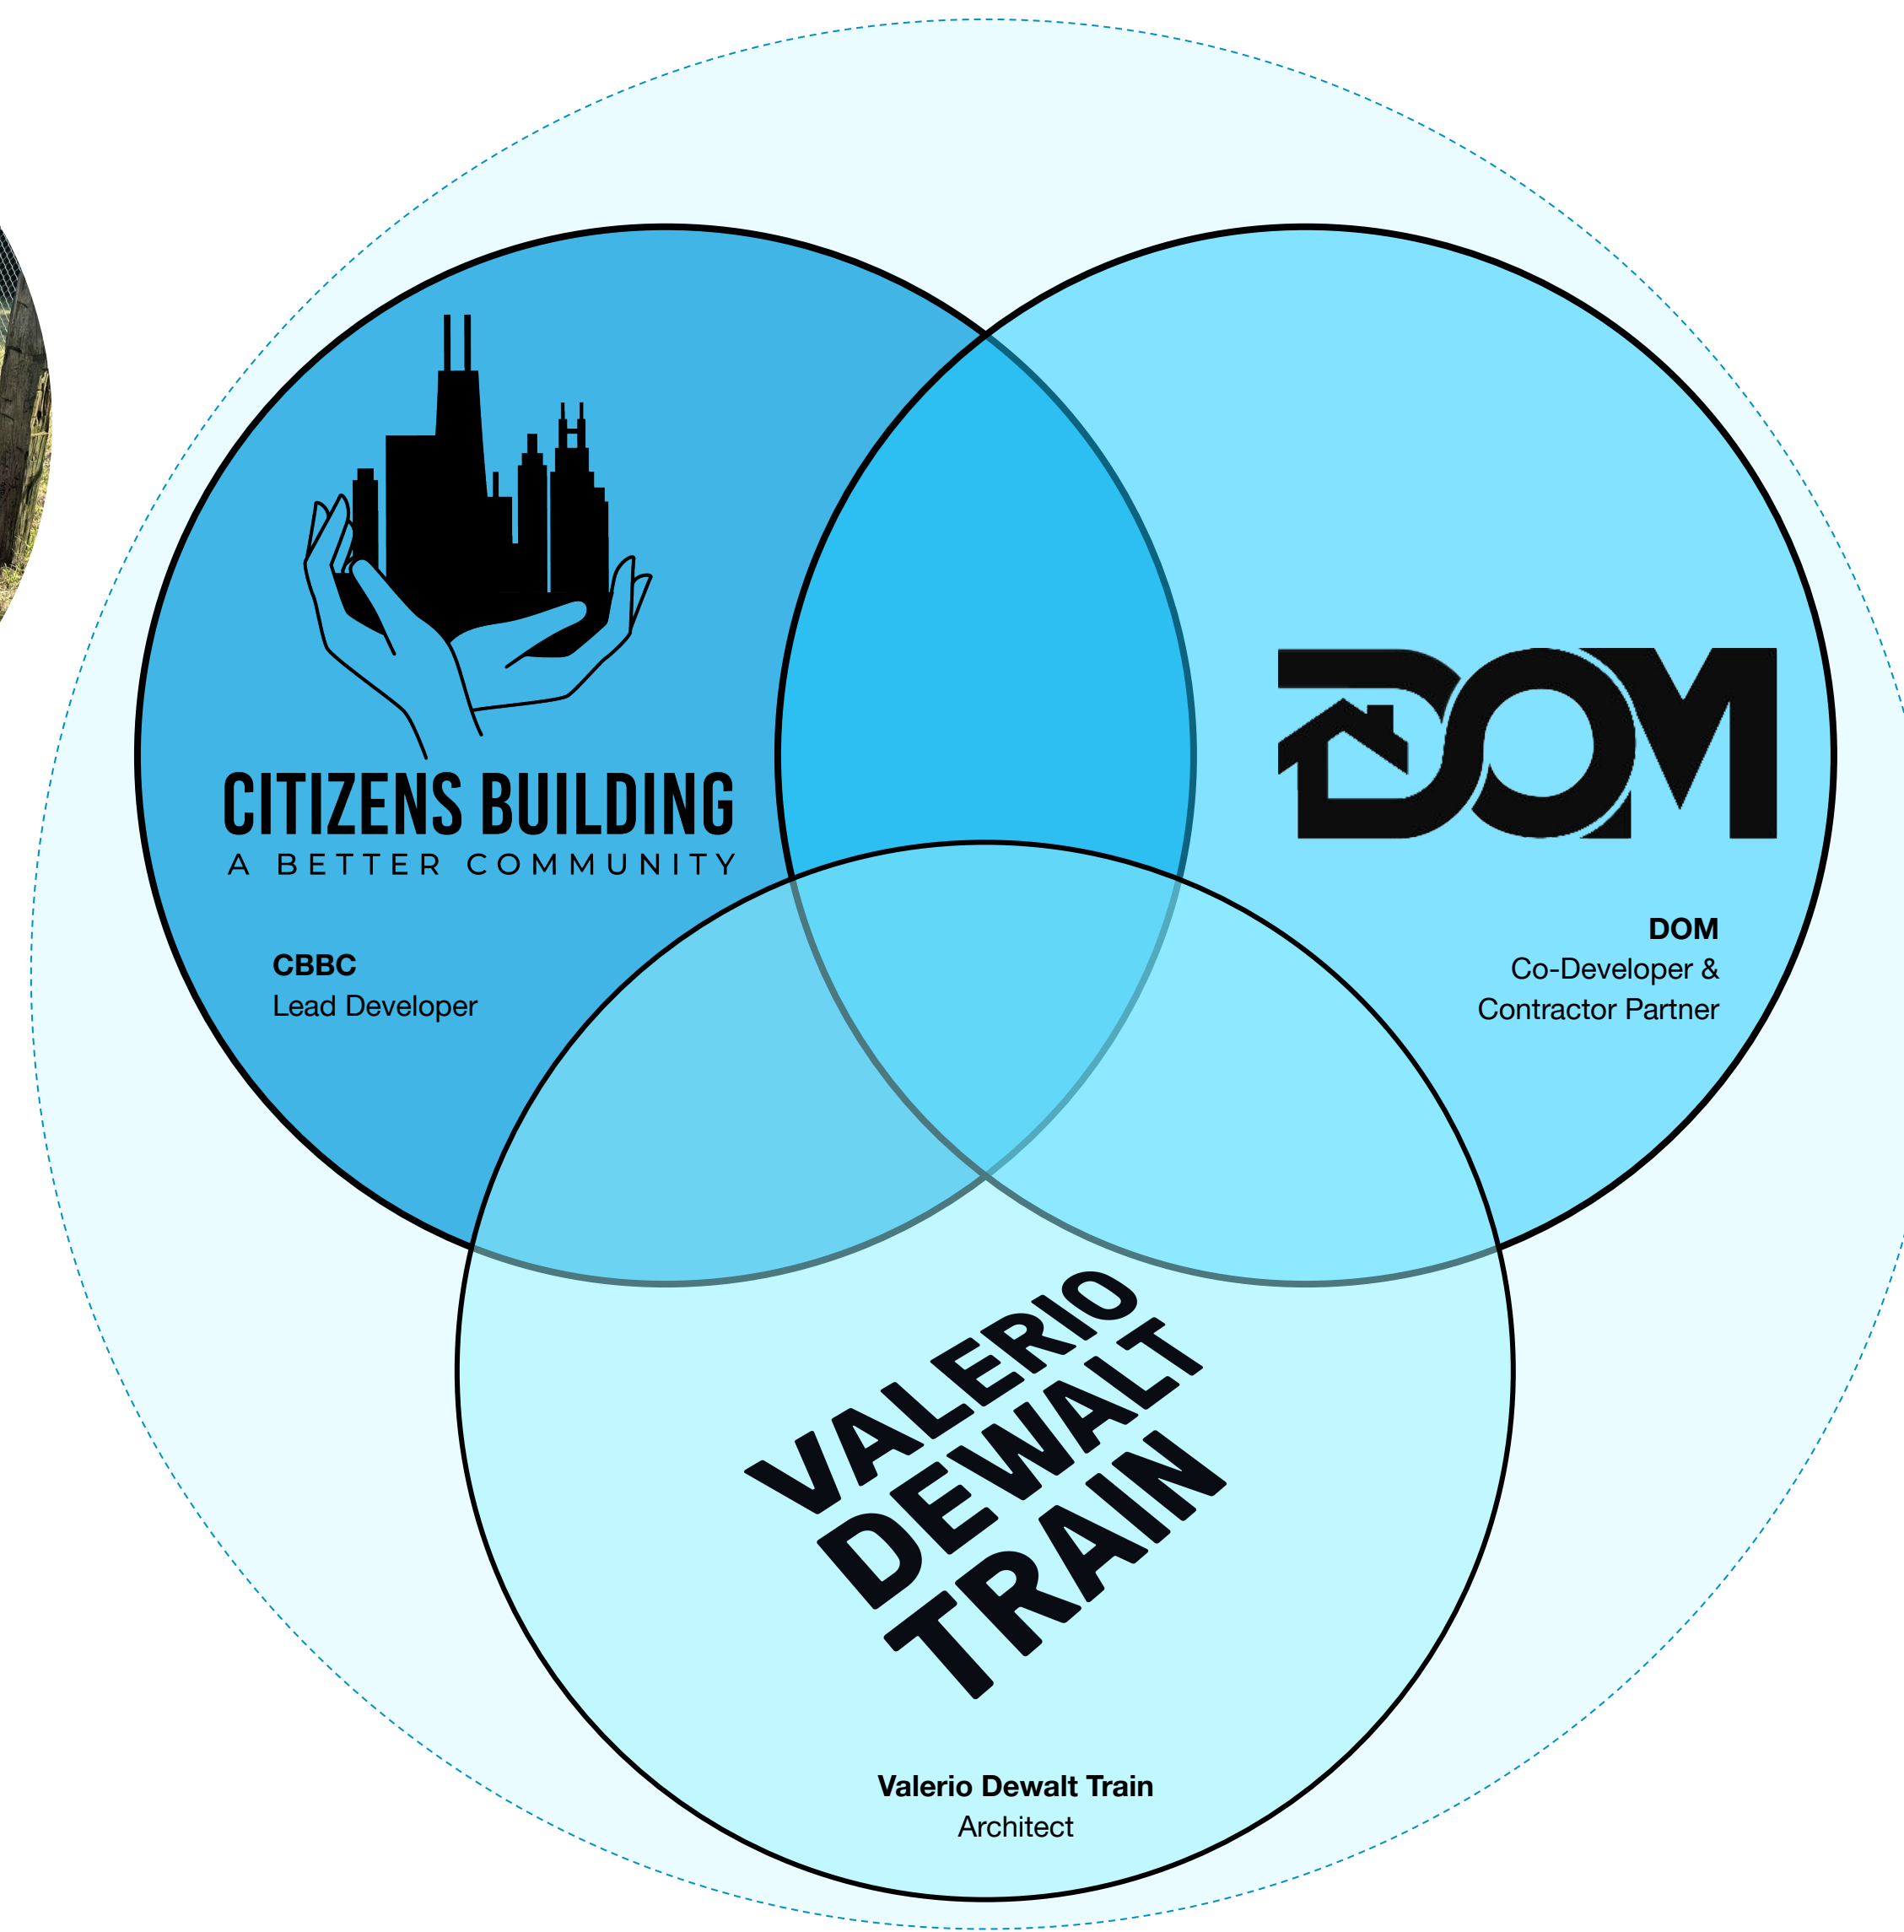 CITIZENS BUILDING
A BETTER COMMUNITY
CBBC
Lead Developer
DOM
DOM
Co-Developer &
Contractor Partner
VALERIO
DEWALT
TRAIN
Valerio Dewalt Train
Architect